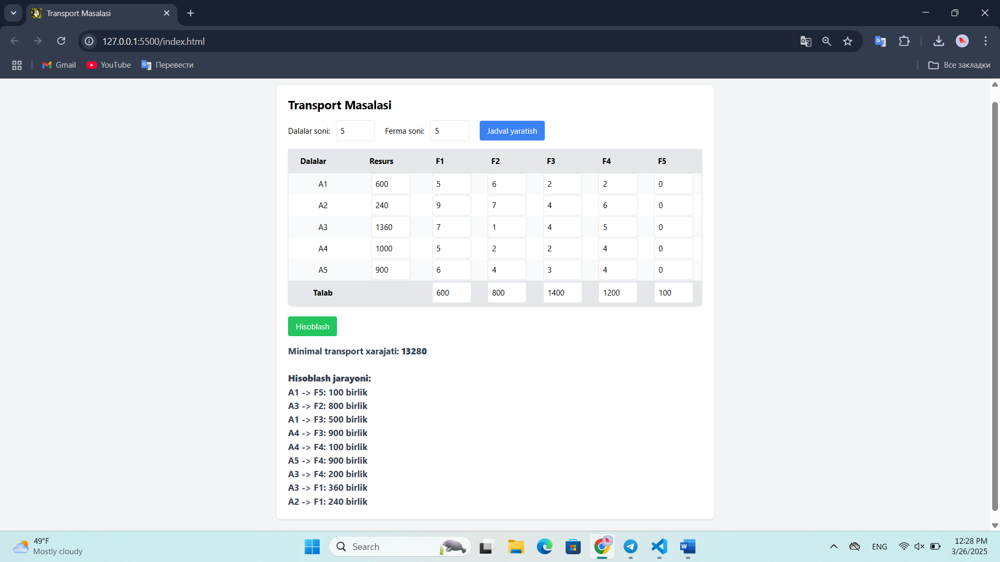 Transport Masalasi
127.0.0.1:5500/index.html
Gmail YouTube Перевести Все закладки
Transport Masalasi
Dalalar soni: 5 Ferma soni: 5 Jadval yaratish
Dalalar Resurs F1 F2 F3 F4 F5
A1 600 5 6 2 2 0
A2 240 9 7 4 6 0
A3 1360 7 1 4 5 0
A4 1000 5 2 2 4 0
A5 900 6 4 3 4 0
Talab 600 800 1400 1200 100
Hisoblash
Minimal transport xarajati: 13280
Hisoblash jarayoni:
A1 -> F5: 100 birlik
A3 -> F2: 800 birlik
A1 -> F3: 500 birlik
A4 -> F3: 900 birlik
A4 -> F4: 100 birlik
A5 -> F4: 900 birlik
A3 -> F4: 200 birlik
A3 -> F1: 360 birlik
A2 -> F1: 240 birlik
49°F
Mostly cloudy
Search
ENG
12:28 PM
3/26/2025